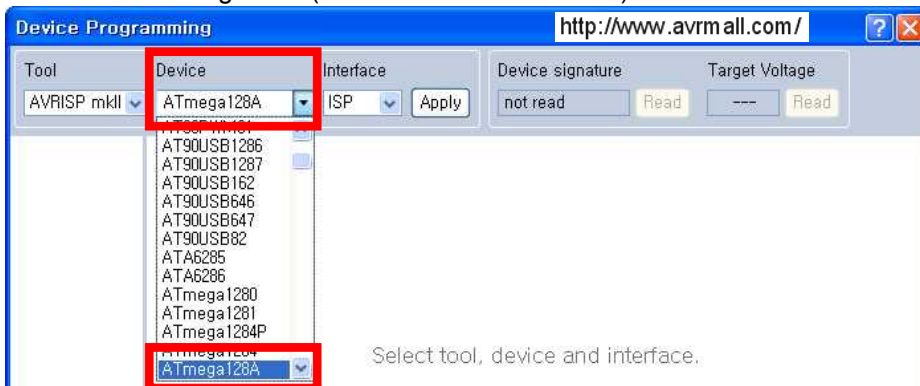 Device Programming
http://www.avrmall.com/
Tool
Device
Interface
Device signature
Target Voltage
AVRISP mkII
ATmega128A
ISP
Apply
not read
Read
---
Read
AT90USB1286
AT90USB1287
AT90USB162
AT90USB646
AT90USB647
AT90USB82
ATA6285
ATA6286
ATmega1280
ATmega1281
ATmega1284P
ATmega1284
ATmega128A
Select tool, device and interface.